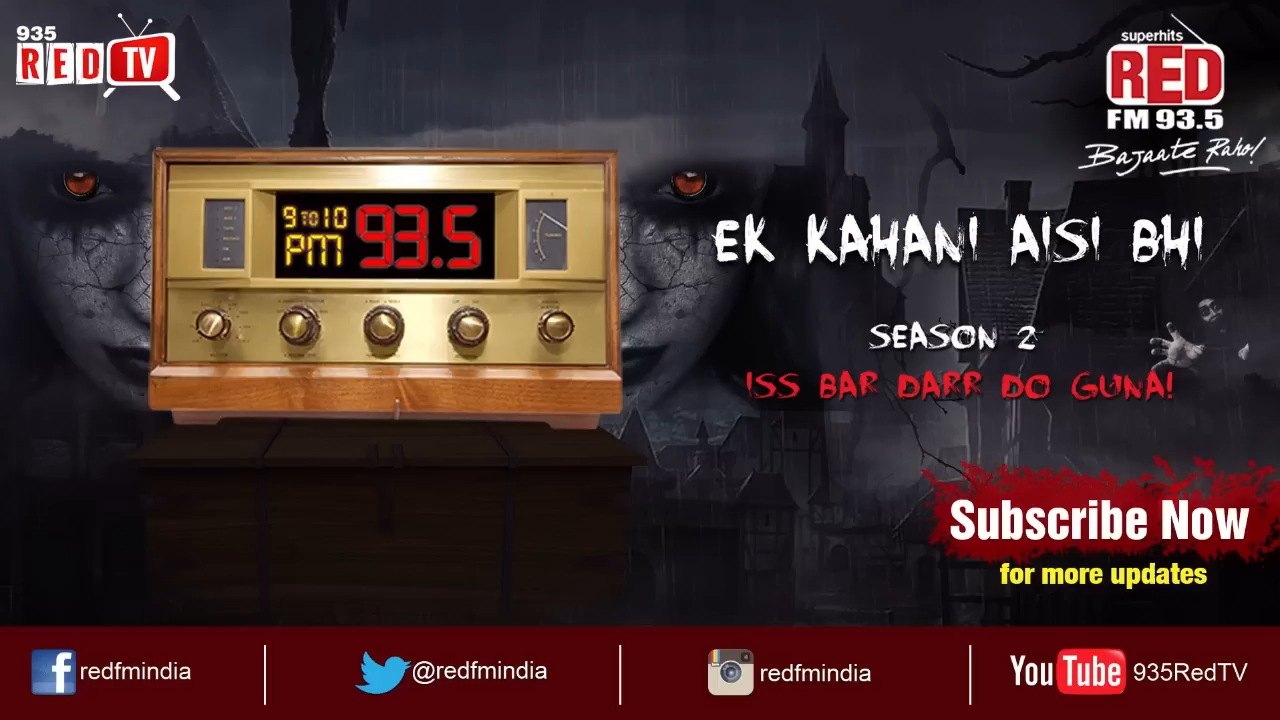 935
RED TV
superhits
RED
FM 93.5
Bajaate Raho!
9 TO 10
PM
93.5
EK KAHANI AISI BHI
SEASON 2
ISS BAR DARR DO GUNA!
Subscribe Now
for more updates
redfmindia
@redfmindia
redfmindia
YouTube 935RedTV